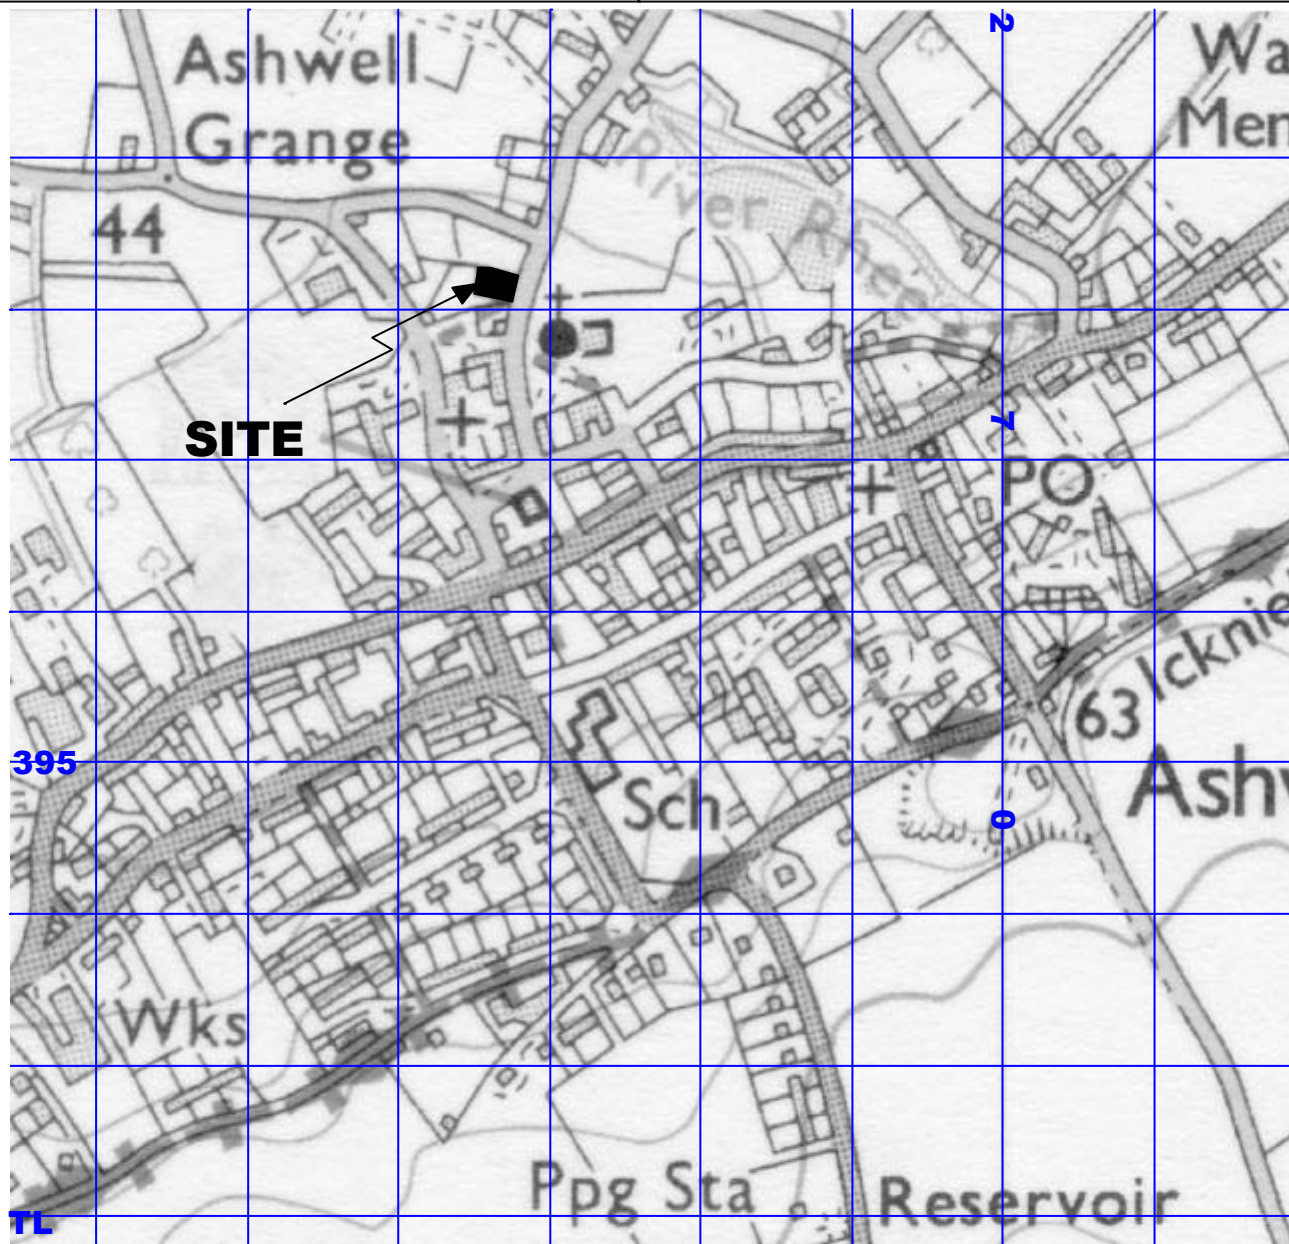 Ashwell
Grange
2
Wa
Men
River Rhee
44
SITE
7
PO
Icknie
63
395
Sch
Ashw
0
Wks
Ppg Sta
Reservoir
TL